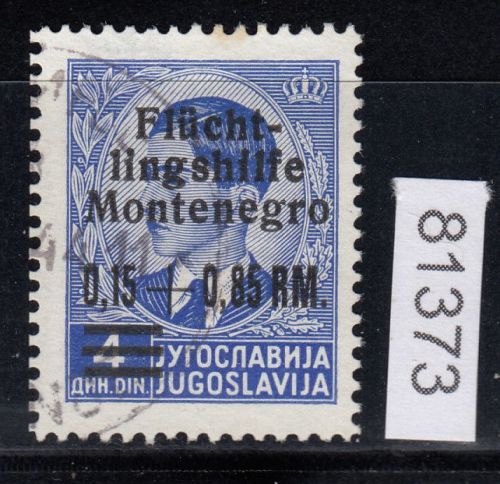 Flücht-
lingshilfe
Montenegro
0,15 + 0,85 RM.
4
ДИН. DIN.
ЈУГОСЛАВИЈА
JUGOSLAVIJA
81373